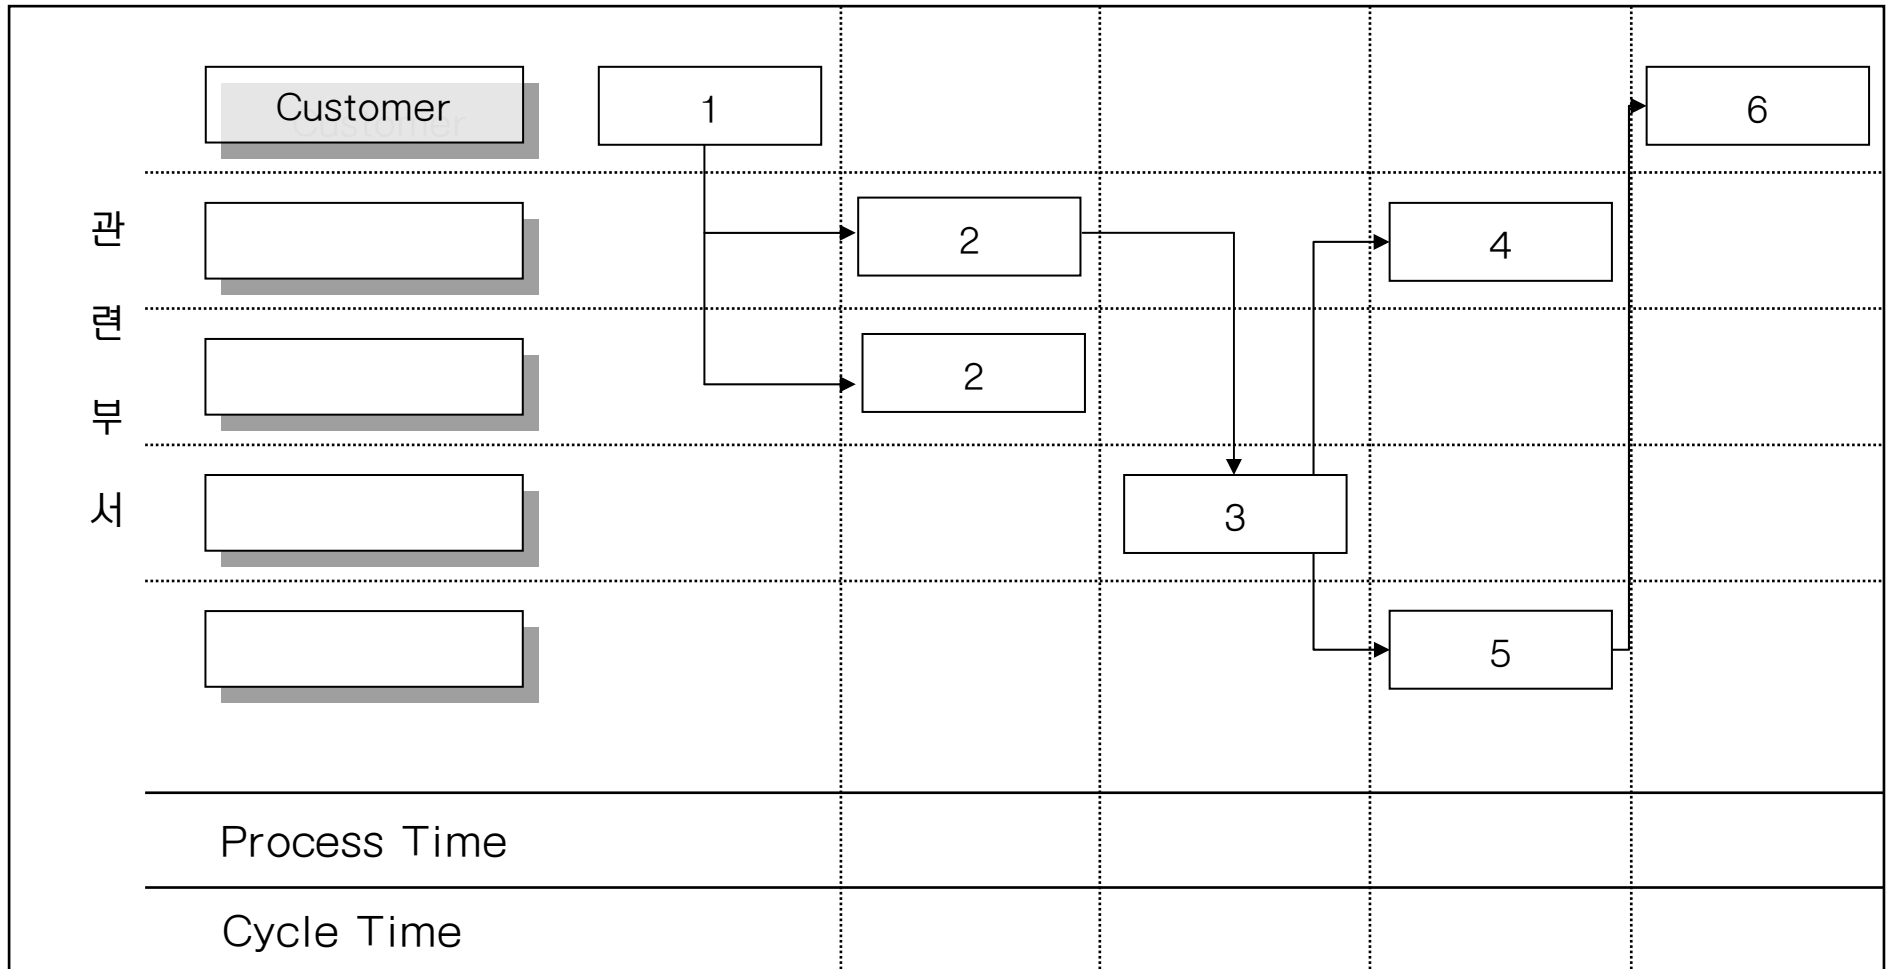 Customer
1
6
관
련
부
서
2
4
2
3
5
Process Time
Cycle Time